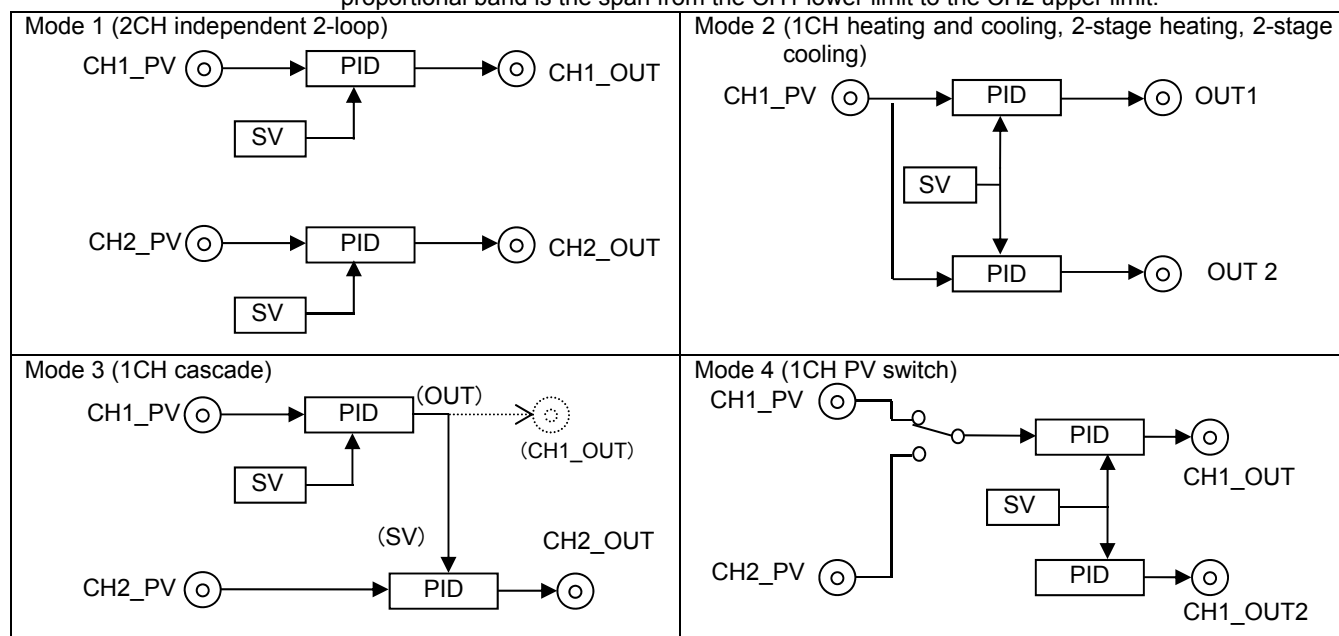 proportional band is the span from the CH1 lower limit to the CH2 upper limit.
Mode 1 (2CH independent 2-loop)
CH1_PV
PID
CH1_OUT
SV
CH2_PV
PID
CH2_OUT
SV
Mode 2 (1CH heating and cooling, 2-stage heating, 2-stage
cooling)
CH1_PV
PID
OUT1
SV
PID
OUT 2
Mode 3 (1CH cascade)
CH1_PV
PID
(OUT)
(CH1_OUT)
SV
(SV)
CH2_OUT
CH2_PV
PID
Mode 4 (1CH PV switch)
CH1_PV
PID
CH1_OUT
SV
CH2_PV
PID
CH1_OUT2